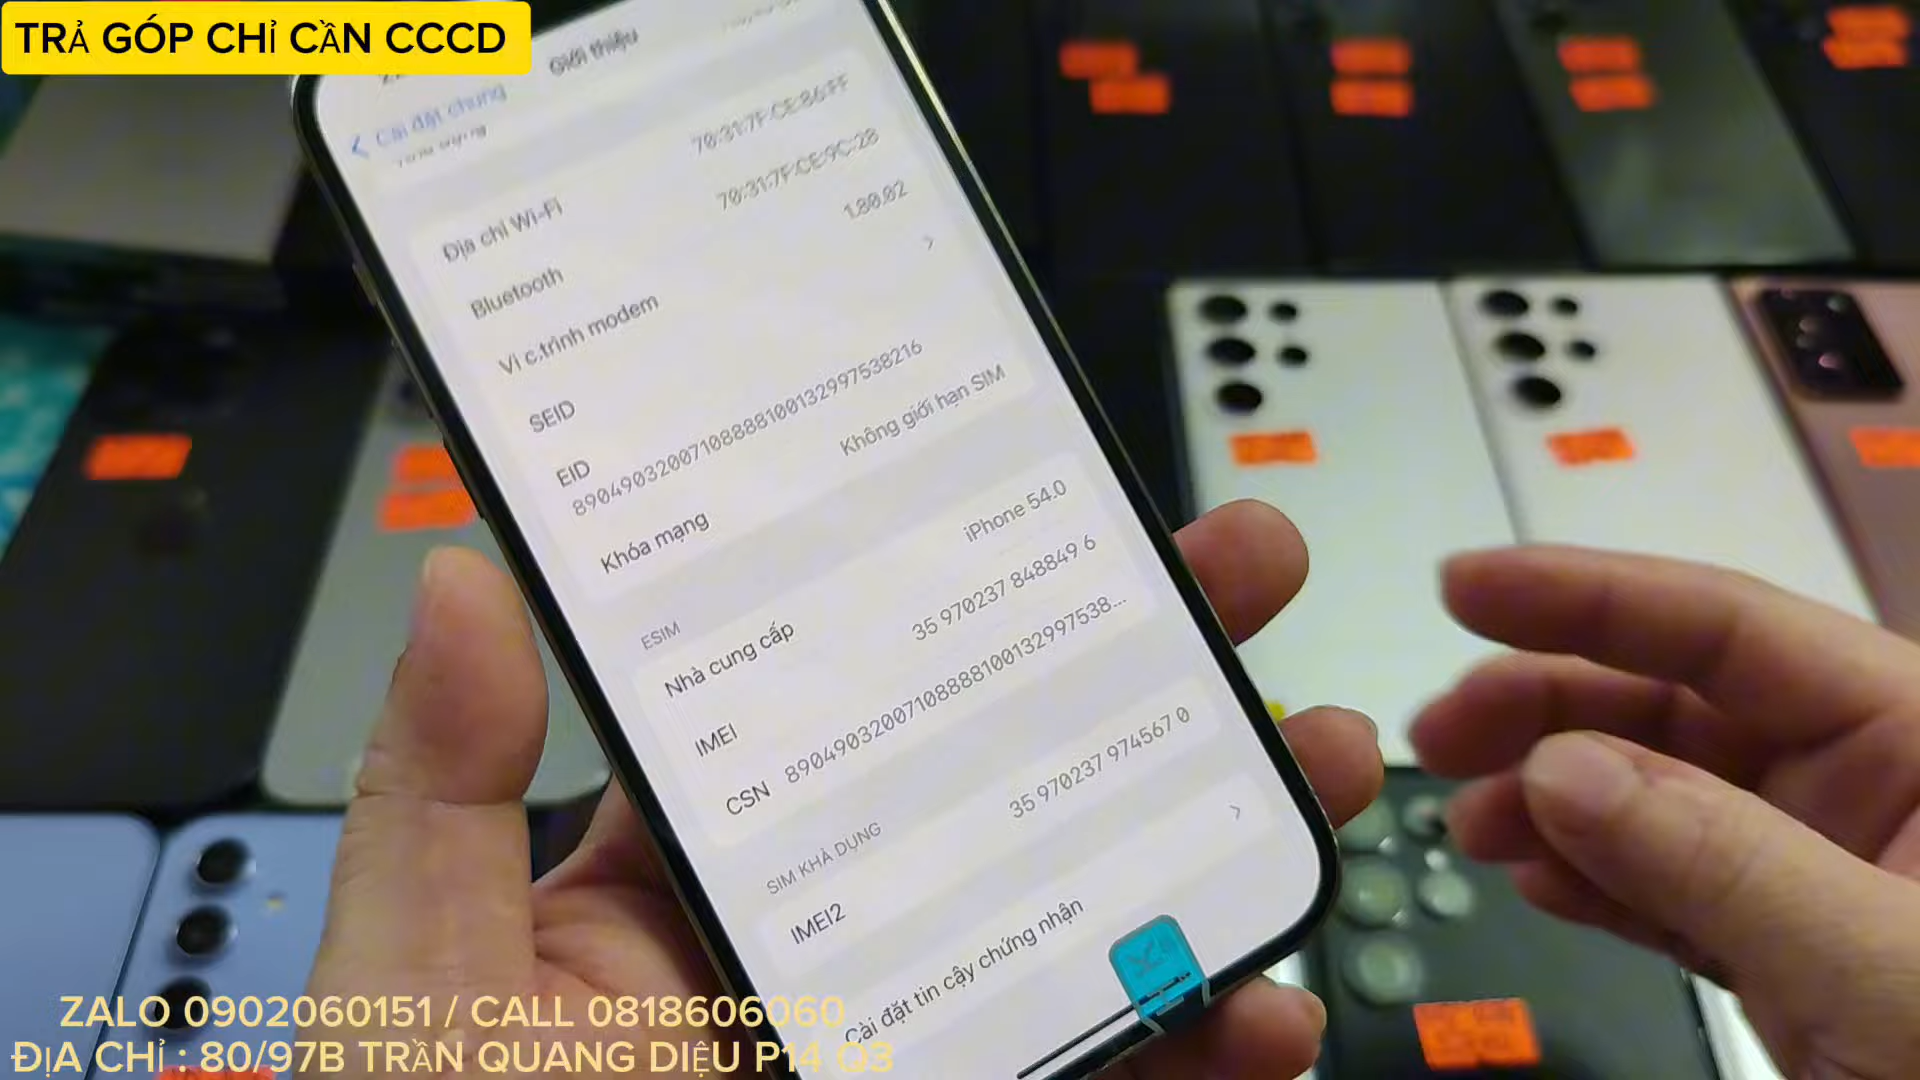 TRẢ GÓP CHỈ CẦN CCCD
Giới thiệu
Cài đặt chung
Địa chỉ Wi-Fi 70:31:7F:CE:86:FF
Bluetooth 70:31:7F:CE:9C:28
Vi c.trình modem 1.80.02
SEID
EID
89049032007108888100132997538216
Khóa mạng Không giới hạn SIM
ESIM
Nhà cung cấp iPhone 54.0
IMEI 35 970237 848849 6
CSN 89049032007108888100132997538...
SIM KHẢ DỤNG
IMEI2 35 970237 974567 0
Cài đặt tin cậy chứng nhận
ZALO 0902060151 / CALL 0818606060
ĐỊA CHỈ : 80/97B TRẦN QUANG DIỆU P14 Q3